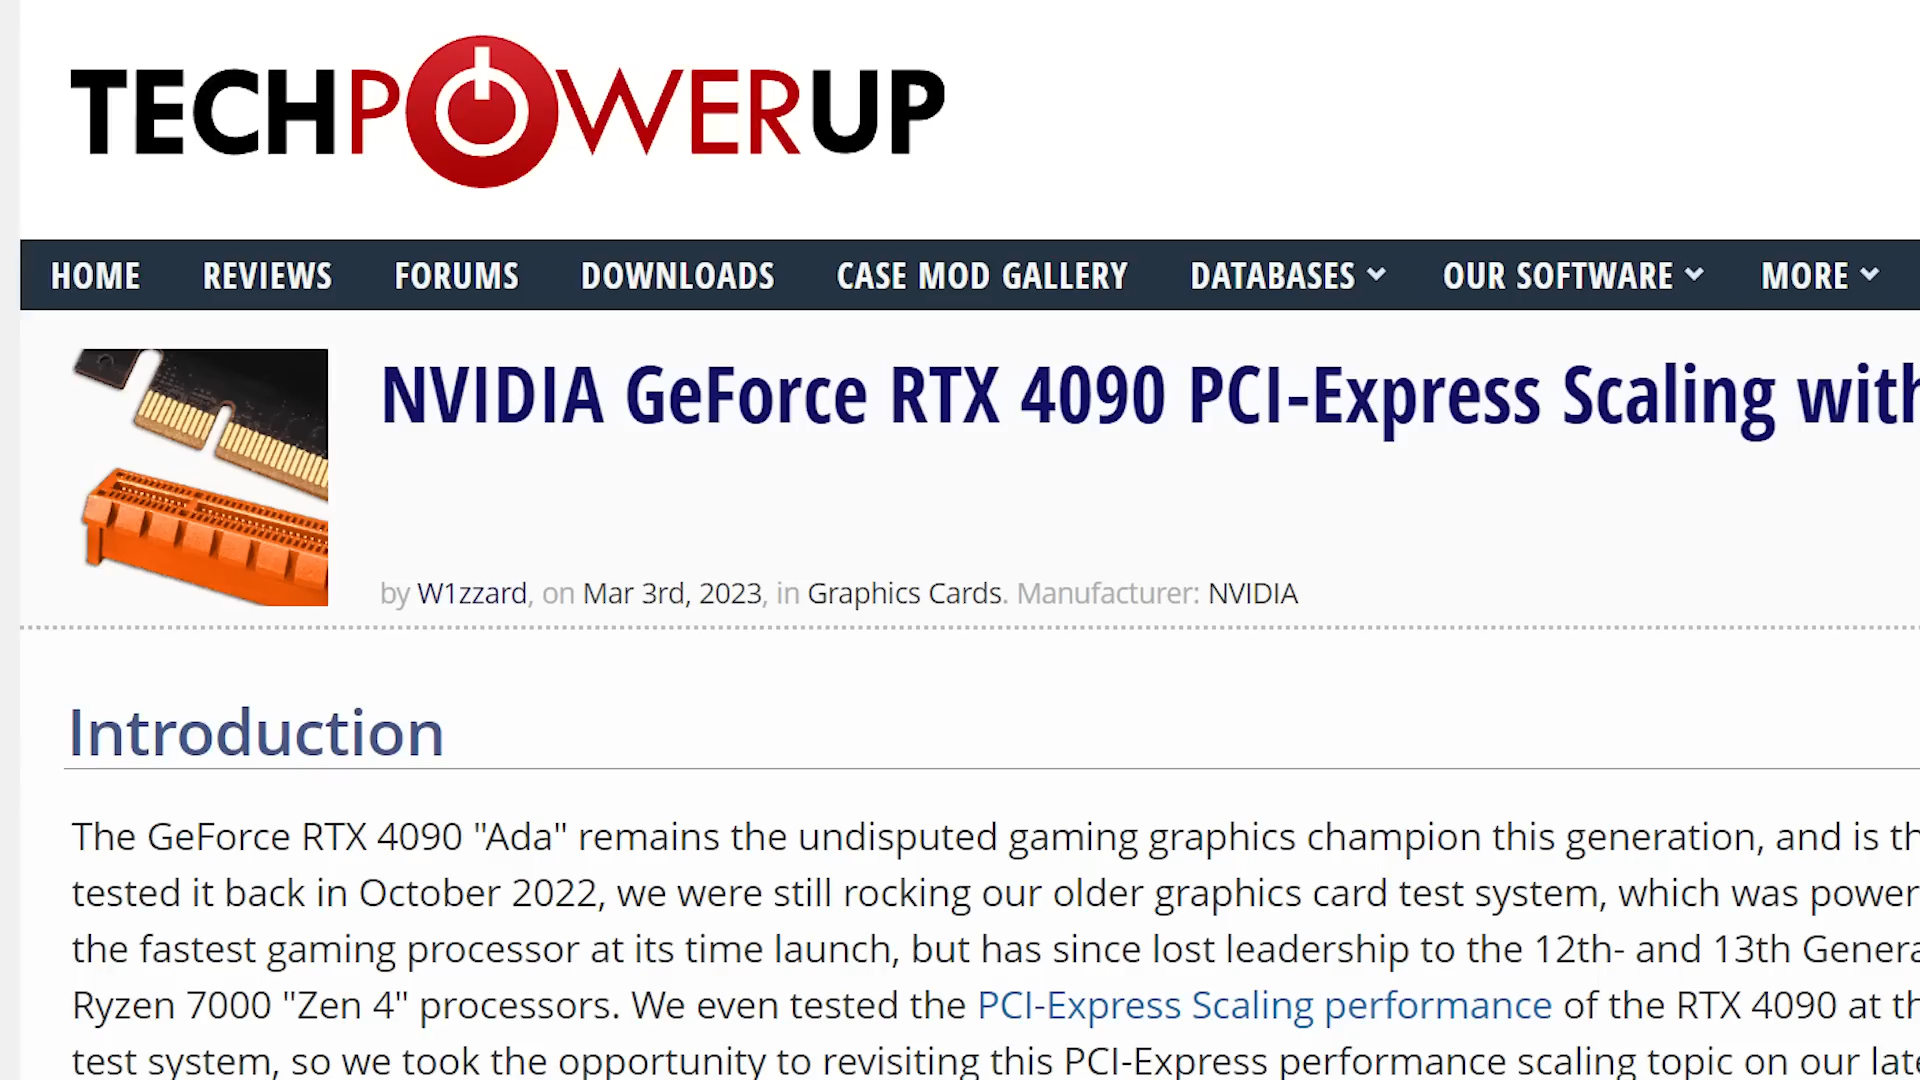 TECHPOWERUP
HOME REVIEWS FORUMS DOWNLOADS CASE MOD GALLERY DATABASES OUR SOFTWARE MORE
NVIDIA GeForce RTX 4090 PCI-Express Scaling with
by W1zzard, on Mar 3rd, 2023, in Graphics Cards. Manufacturer: NVIDIA
Introduction
The GeForce RTX 4090 "Ada" remains the undisputed gaming graphics champion this generation, and is
tested it back in October 2022, we were still rocking our older graphics card test system, which was
the fastest gaming processor at its time launch, but has since lost leadership to the 12th- and 13th
Ryzen 7000 "Zen 4" processors. We even tested the PCI-Express Scaling performance of the RTX 4090 at
test system, so we took the opportunity to revisiting this PCI-Express performance scaling topic on our